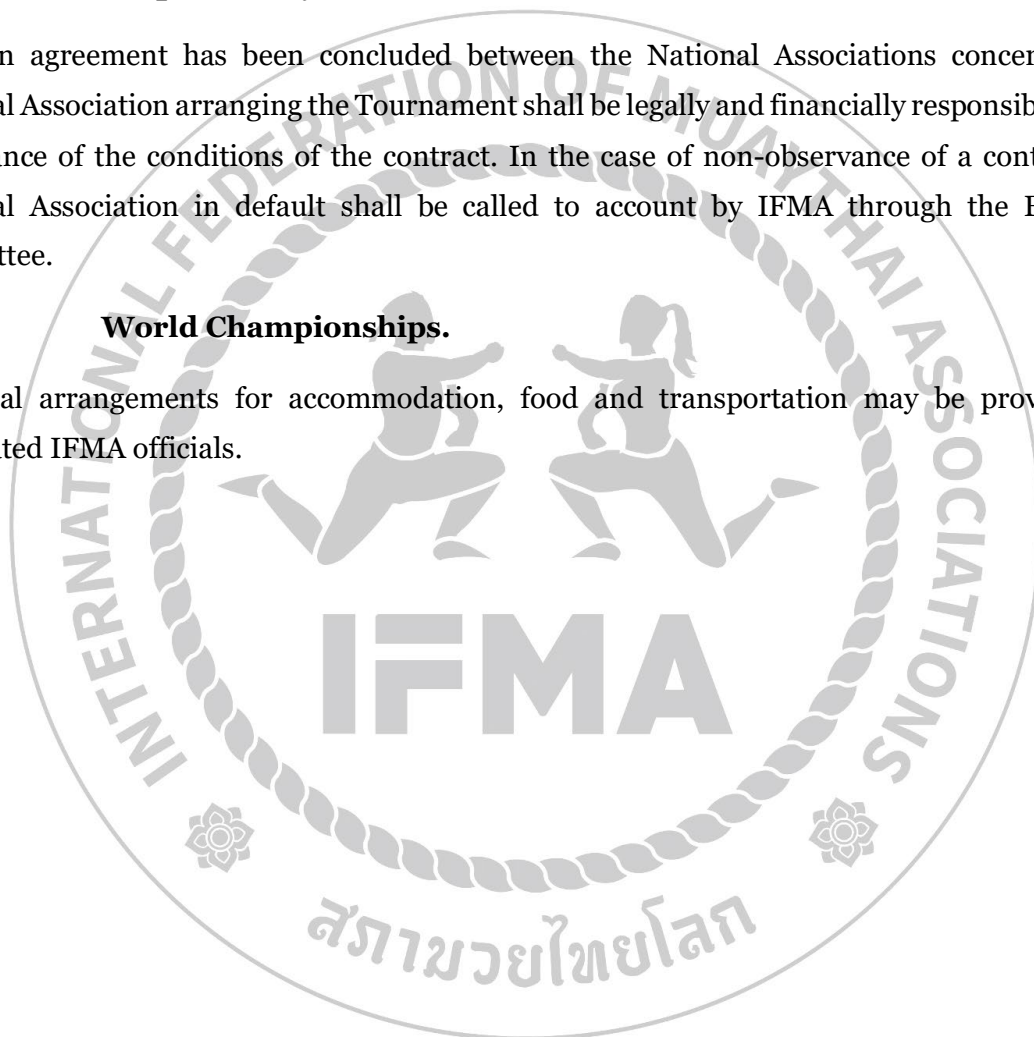 n agreement has been concluded between the National Associations concer
al Association arranging the Tournament shall be legally and financially responsib
ance of the conditions of the contract. In the case of non-observance of a cont
al Association in default shall be called to account by IFMA through the E
ttee.
World Championships.
al arrangements for accommodation, food and transportation may be prov
ted IFMA officials.
INTERNATIONAL FEDERATION OF MUAYTHAI ASSOCIATIONS
IFMA
สภามวยไทยโลก